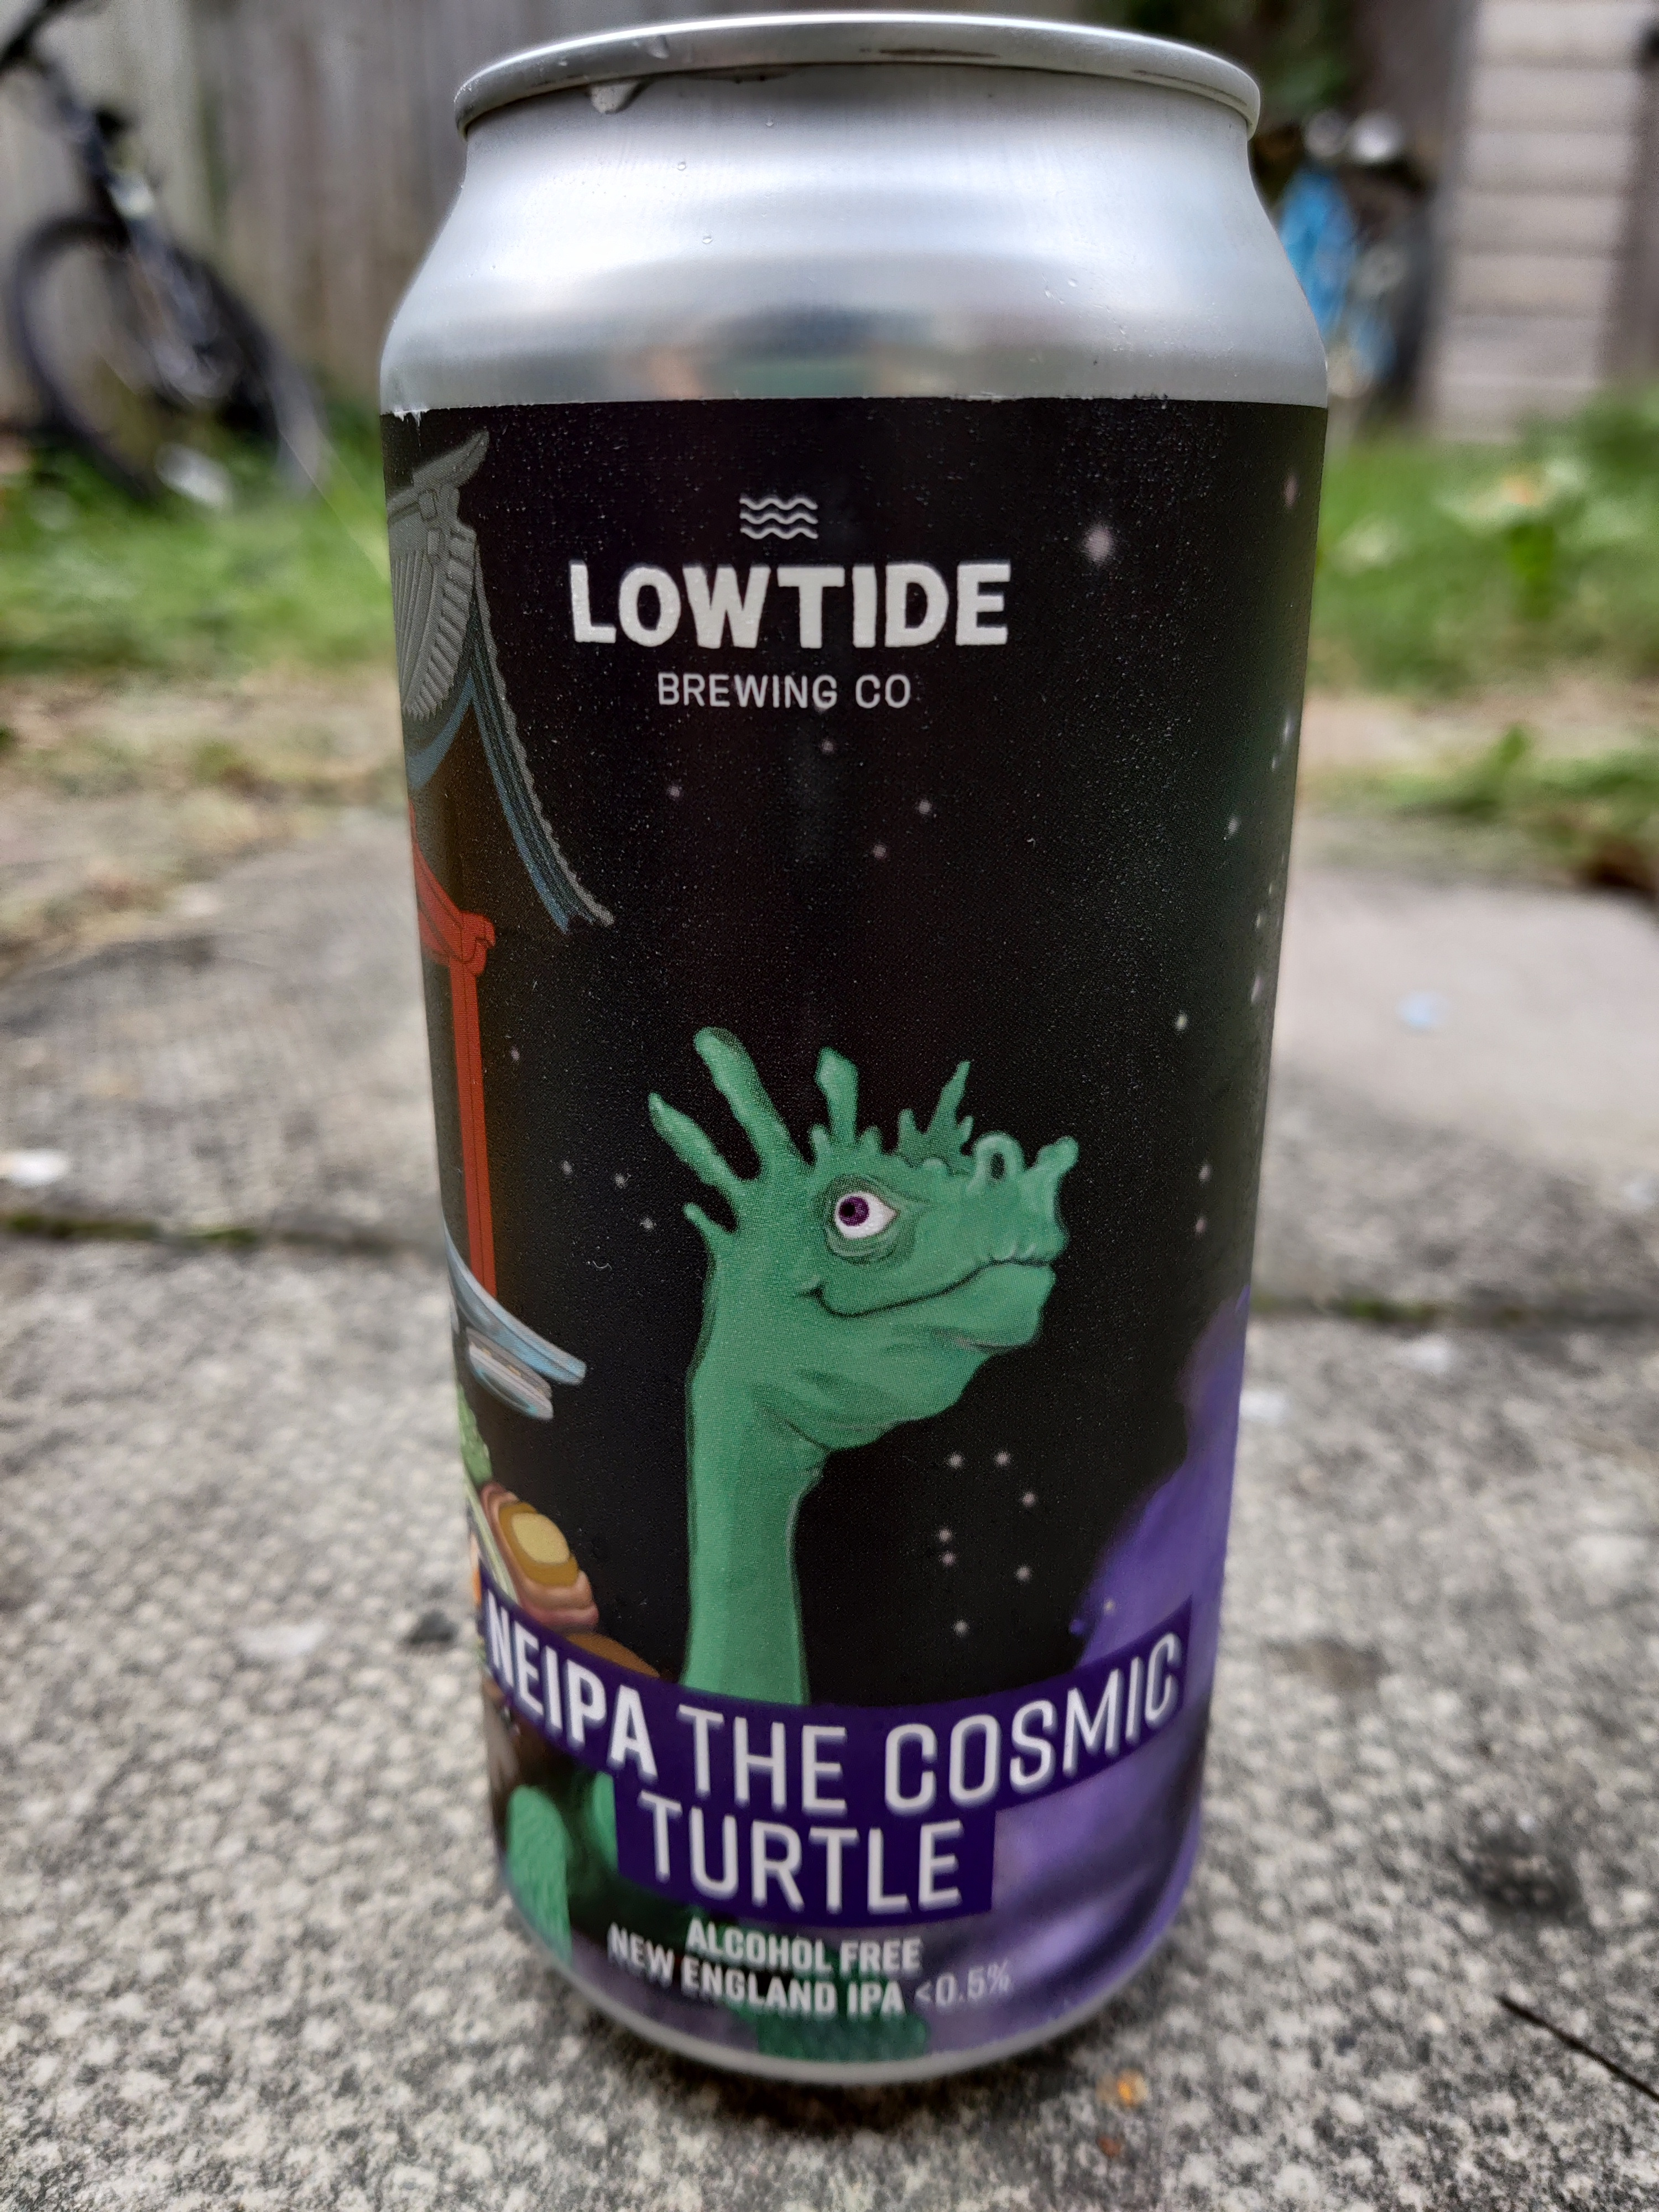 LOWTIDE
BREWING CO
NEIPA THE COSMIC
TURTLE
ALCOHOL FREE
NEW ENGLAND IPA <0.5%